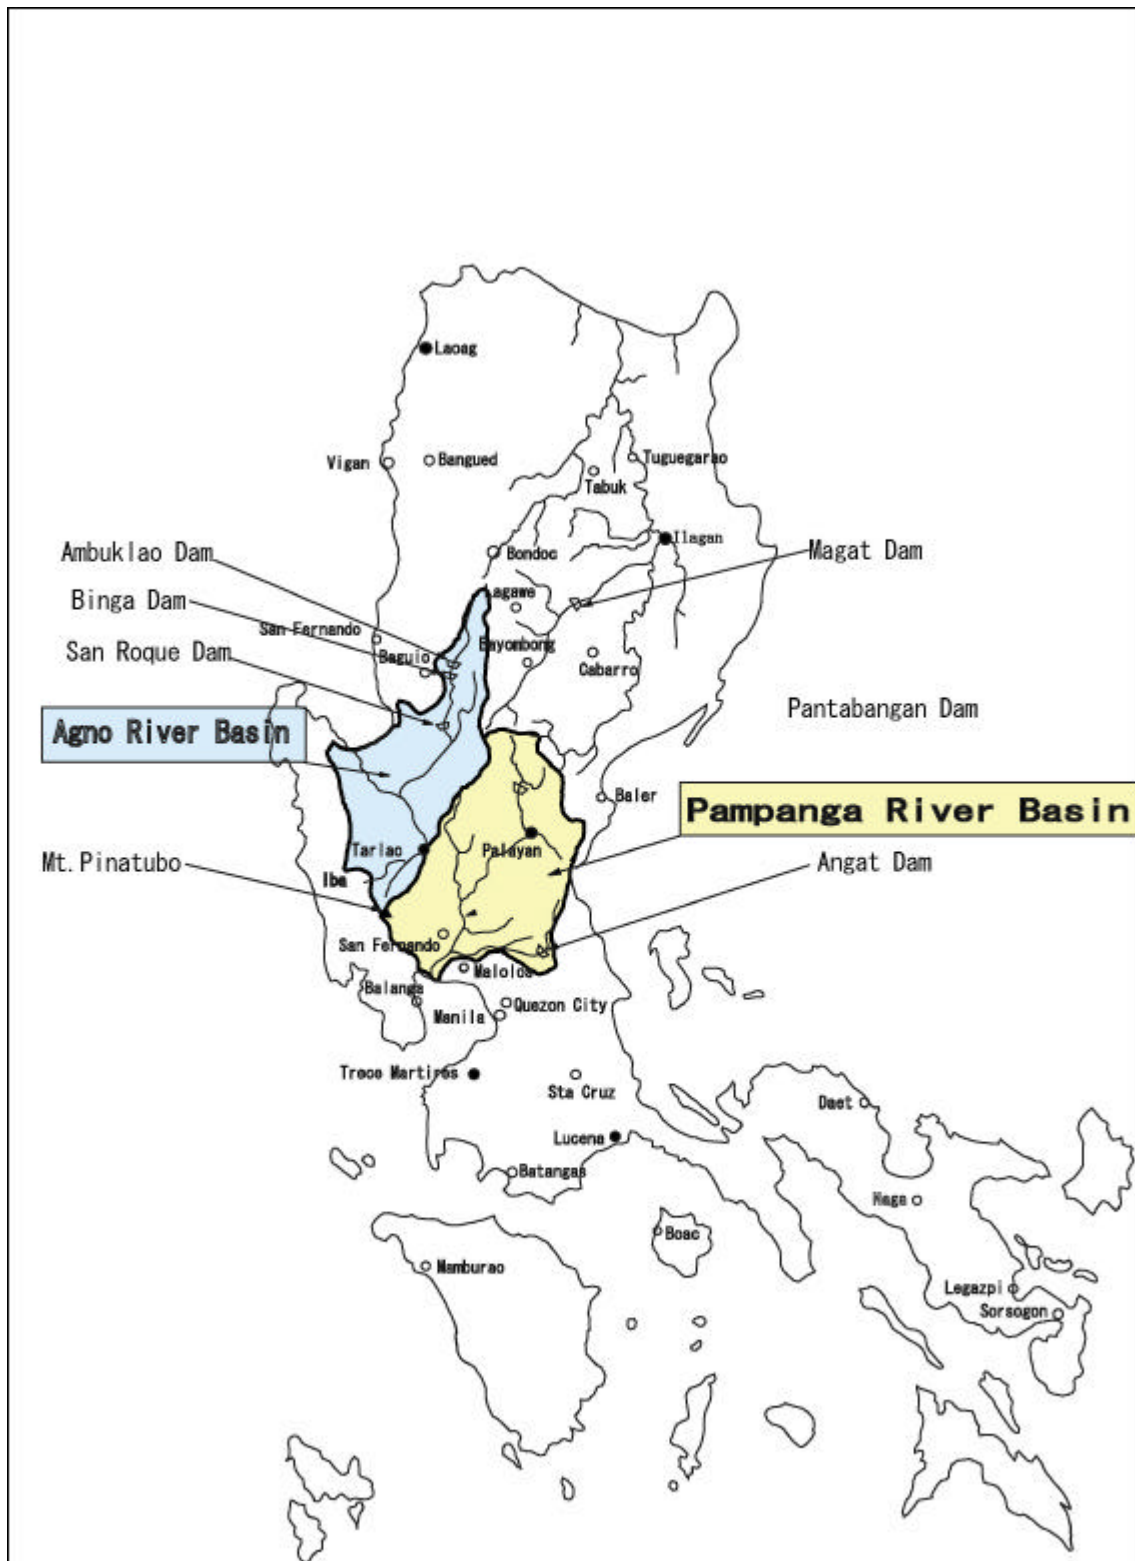 Laoag
Vigan
Bangued
Tuguegarao
Tabuk
Ilagan
Ambuklao Dam
Bondoc
Magat Dam
Binga Dam
Lagawe
San Fernando
San Roque Dam
Baguio
Bayombong
Cabarro
Pantabangan Dam
Agno River Basin
Baler
Pampanga River Basin
Tarlac
Palayan
Mt. Pinatubo
Angat Dam
Iba
San Fernando
Malolos
Balanga
Quezon City
Manila
Trece Martires
Sta Cruz
Daet
Lucena
Batangas
Naga
Boac
Mamburao
Legazpi
Sorsogon